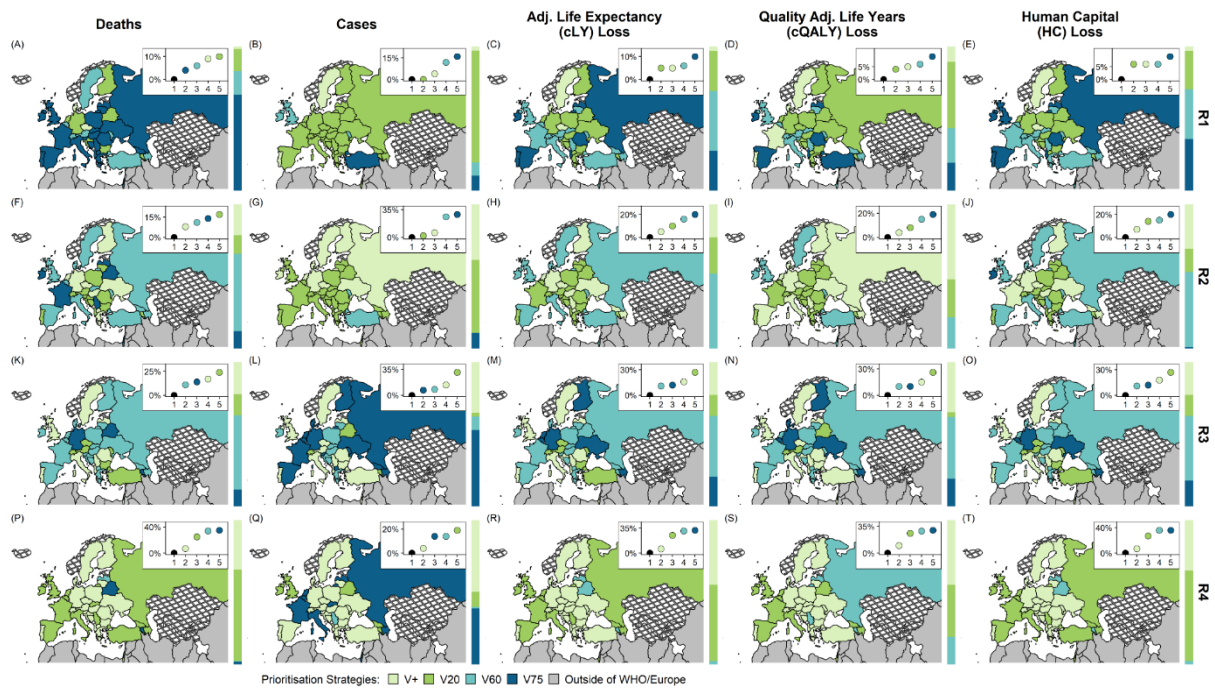 Deaths
Cases
Adj. Life Expectancy
(cLY) Loss
Quality Adj. Life Years
(cQALY) Loss
Human Capital
(HC) Loss
(A)
10%
0%
1 2 3 4 5
(B)
15%
0%
1 2 3 4 5
(C)
10%
0%
1 2 3 4 5
(D)
5%
0%
1 2 3 4 5
(E)
5%
0%
1 2 3 4 5
R1
(F)
15%
0%
1 2 3 4 5
(G)
35%
0%
1 2 3 4 5
(H)
20%
0%
1 2 3 4 5
(I)
20%
0%
1 2 3 4 5
(J)
20%
0%
1 2 3 4 5
R2
(K)
25%
0%
1 2 3 4 5
(L)
35%
0%
1 2 3 4 5
(M)
30%
0%
1 2 3 4 5
(N)
30%
0%
1 2 3 4 5
(O)
30%
0%
1 2 3 4 5
R3
(P)
40%
0%
1 2 3 4 5
(Q)
20%
0%
1 2 3 4 5
(R)
35%
0%
1 2 3 4 5
(S)
35%
0%
1 2 3 4 5
(T)
40%
0%
1 2 3 4 5
R4
Prioritisation Strategies: V+ V20 V60 V75 Outside of WHO/Europe